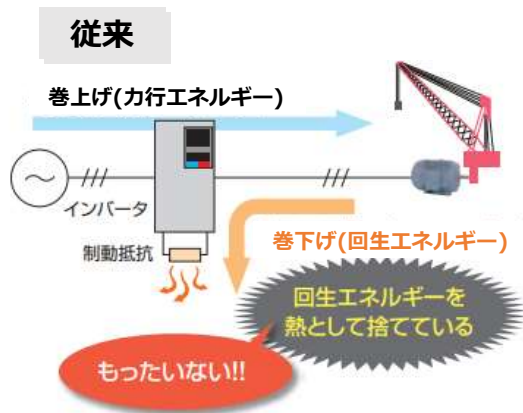 従来
巻上げ(力行エネルギー)
インバータ
制動抵抗
巻下げ(回生エネルギー)
回生エネルギーを
熱として捨てている
もったいない!!